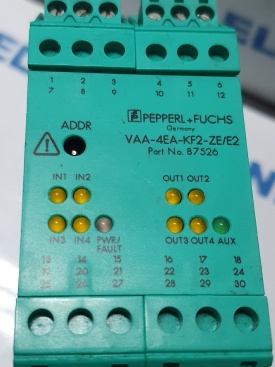 1 2 3 4 5 6
7 8 9 10 11 12
PEPPERL+FUCHS
Germany
ADDR
VAA-4EA-KF2-ZE/E2
Part No. 87526
IN1 IN2 OUT1 OUT2
IN3 IN4 PWR/ OUT3 OUT4 AUX
FAULT
13 14 15 16 17 18
19 20 21 22 23 24
25 26 27 28 29 30